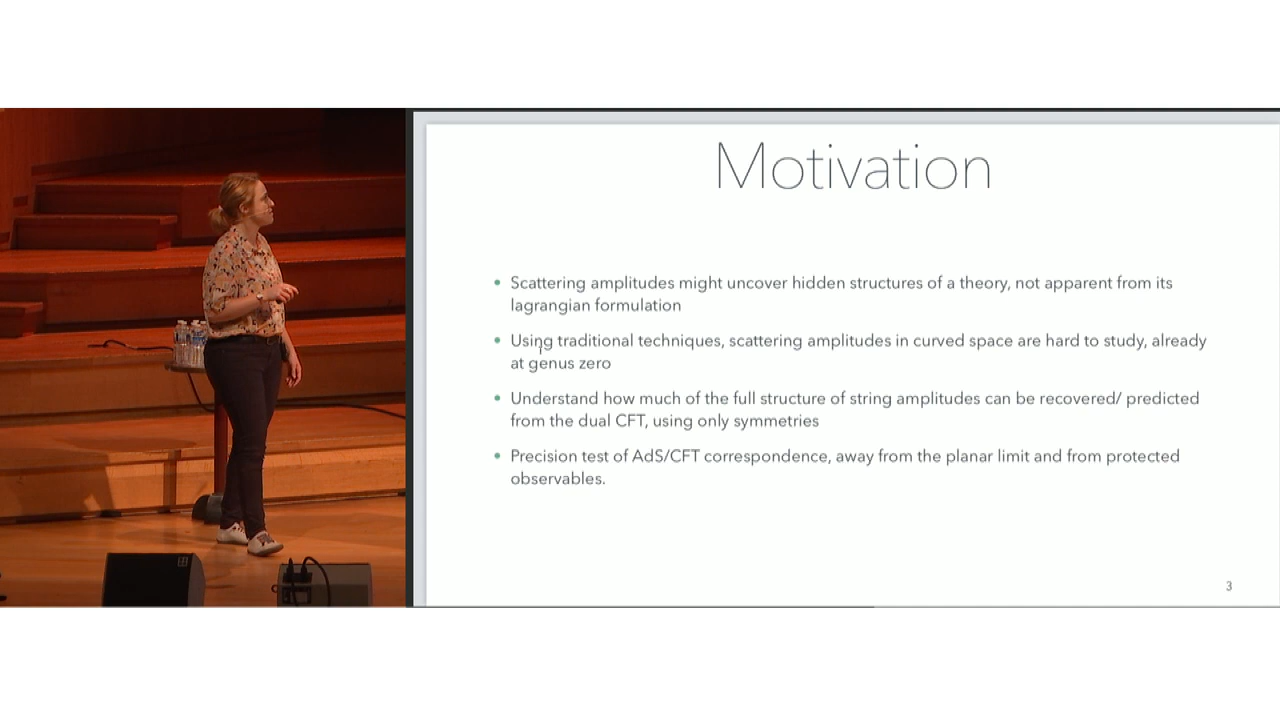 Motivation
• Scattering amplitudes might uncover hidden structures of a theory, not apparent from its
lagrangian formulation
• Using traditional techniques, scattering amplitudes in curved space are hard to study, already
at genus zero
• Understand how much of the full structure of string amplitudes can be recovered/ predicted
from the dual CFT, using only symmetries
• Precision test of AdS/CFT correspondence, away from the planar limit and from protected
observables.
3